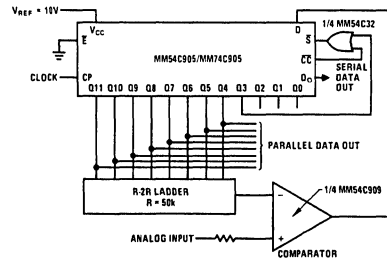 V_REF = 10V
V_CC
D
1/4 MM54C32
E
S
MM54C905/MM74C905
CC
SERIAL
DATA
OUT
CLOCK
CP
D_O
Q11 Q10 Q9 Q8 Q7 Q6 Q5 Q4 Q3 Q2 Q1 Q0
PARALLEL DATA OUT
R-2R LADDER
R = 50k
1/4 MM54C909
−
+
ANALOG INPUT
COMPARATOR